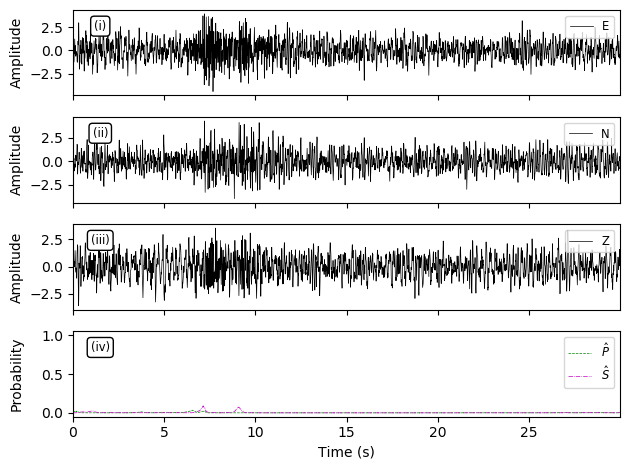 Amplitude
2.5
0.0
−2.5
(i)
E
Amplitude
2.5
0.0
−2.5
(ii)
N
Amplitude
2.5
0.0
−2.5
(iii)
Z
Probability
1.0
0.5
0.0
(iv)
P̂
Ŝ
0 5 10 15 20 25
Time (s)